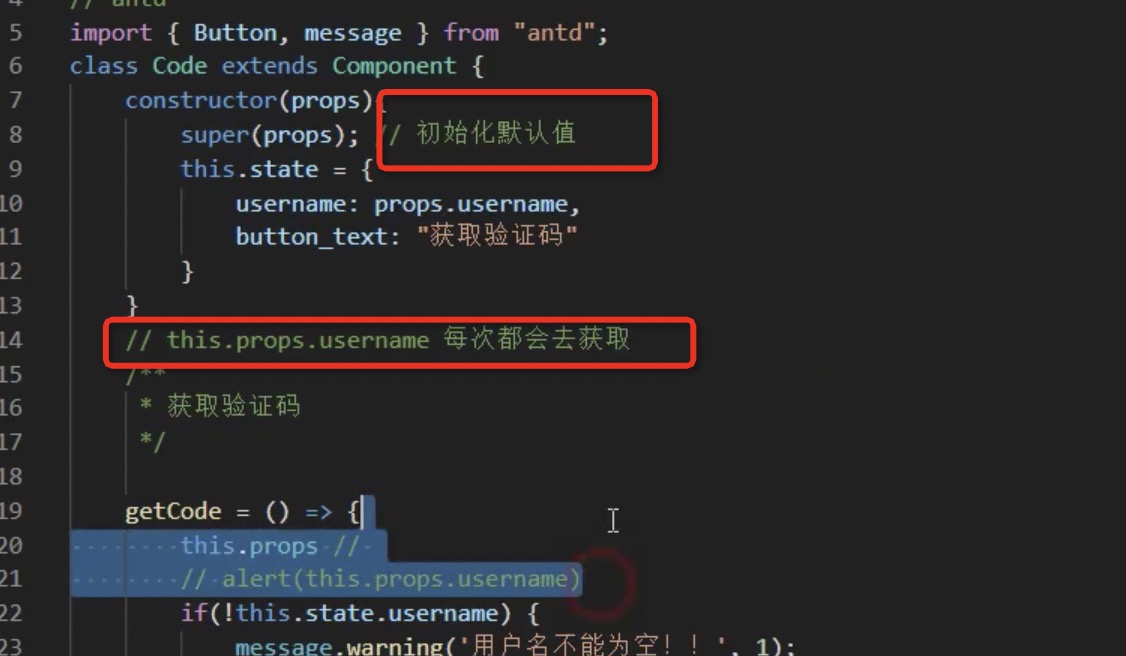 4 // antd
5 import { Button, message } from "antd";
6 class Code extends Component {
7 constructor(props){
8 super(props); // 初始化默认值
9 this.state = {
10 username: props.username,
11 button_text: "获取验证码"
12 }
13 }
14 // this.props.username 每次都会去获取
15 /**
16 * 获取验证码
17 */
18
19 getCode = () => {
20 this.props //
21 // alert(this.props.username)
22 if(!this.state.username) {
23 message.warning('用户名不能为空！！', 1);